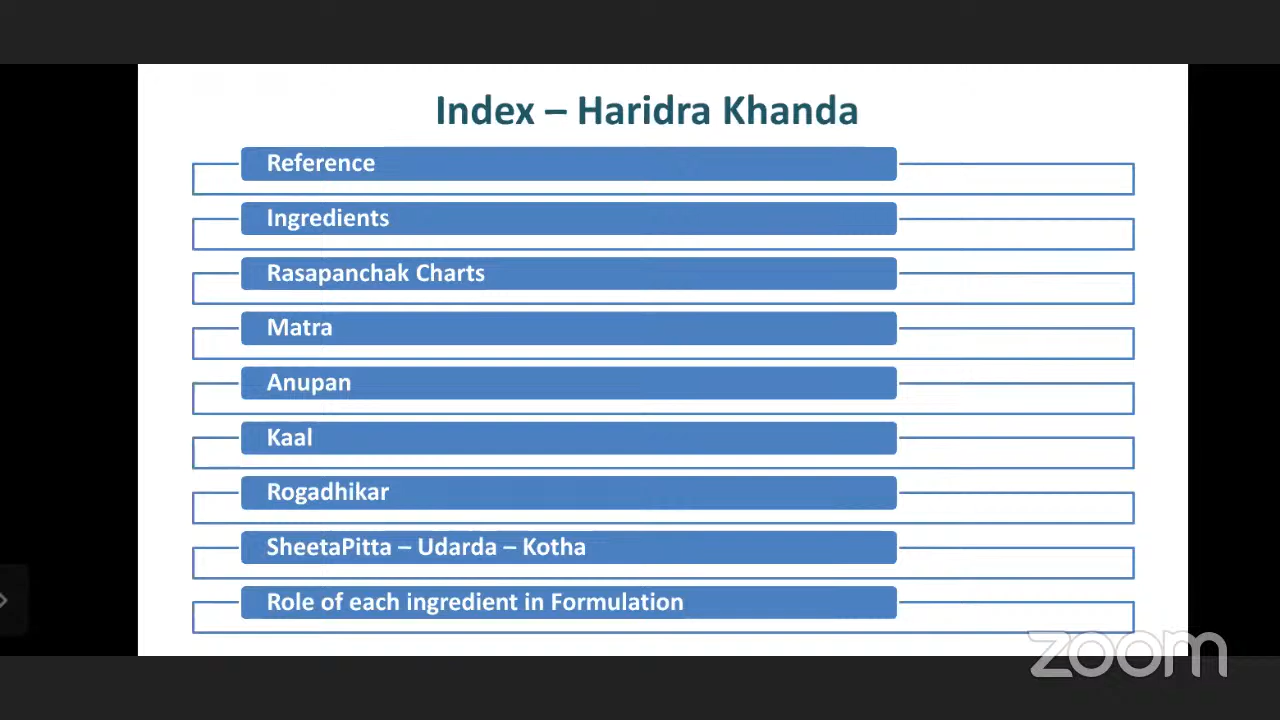 Index – Haridra Khanda
Reference
Ingredients
Rasapanchak Charts
Matra
Anupan
Kaal
Rogadhikar
SheetaPitta – Udarda – Kotha
Role of each ingredient in Formulation
zoom